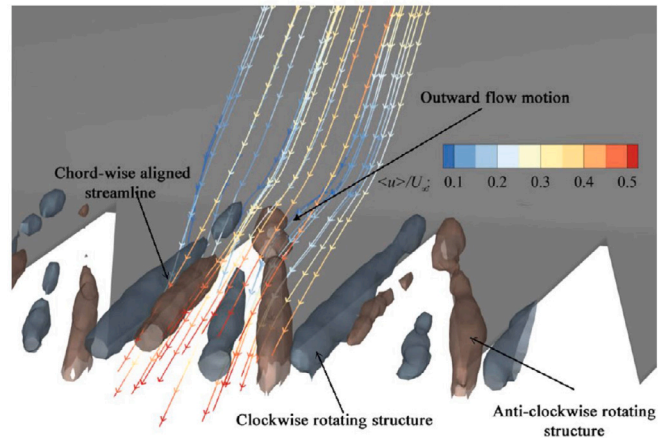 Outward flow motion
Chord-wise aligned
streamline
<u>/U∞:
0.1 0.2 0.3 0.4 0.5
Clockwise rotating
structure
Anti-clockwise rotating
structure